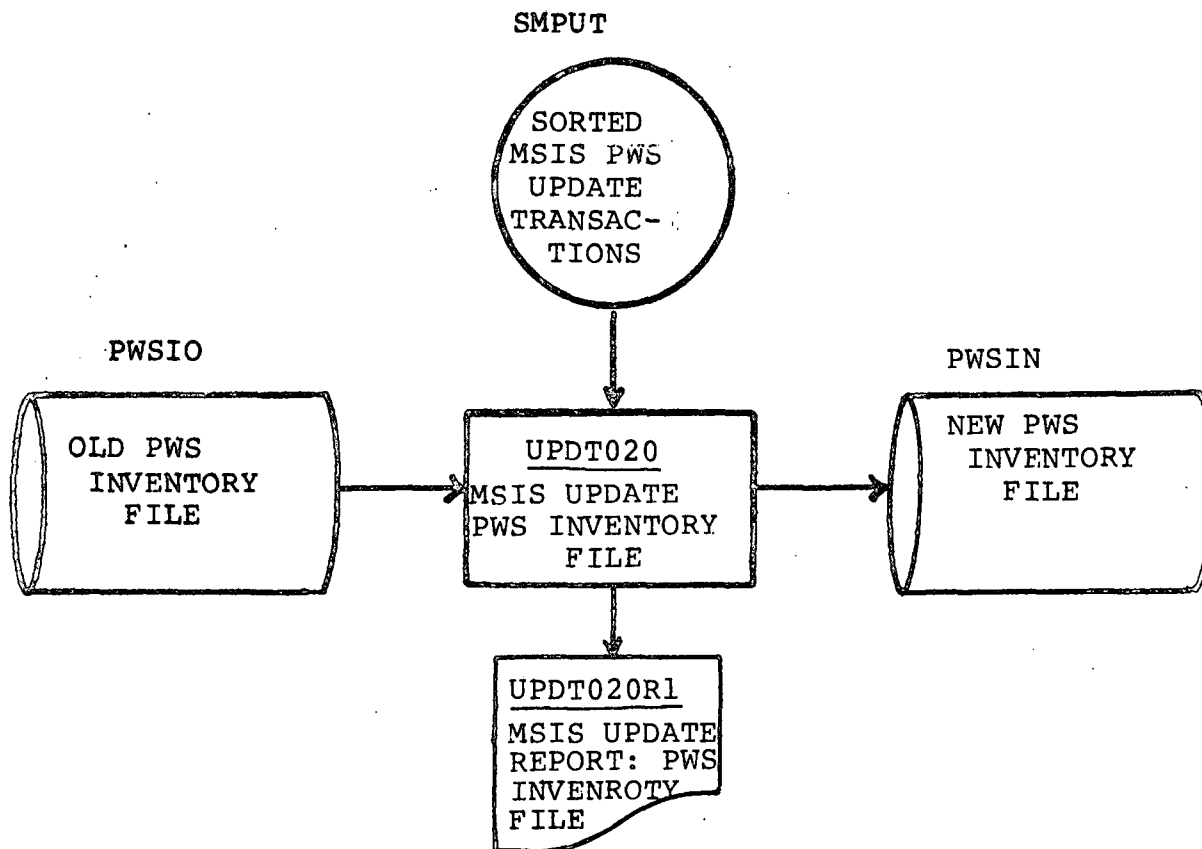 SMPUT
SORTED
MSIS PWS
UPDATE
TRANSAC-
TIONS
PWSIO
OLD PWS
INVENTORY
FILE
UPDT020
MSIS UPDATE
PWS INVENTORY
FILE
PWSIN
NEW PWS
INVENTORY
FILE
UPDT020R1
MSIS UPDATE
REPORT: PWS
INVENROTY
FILE